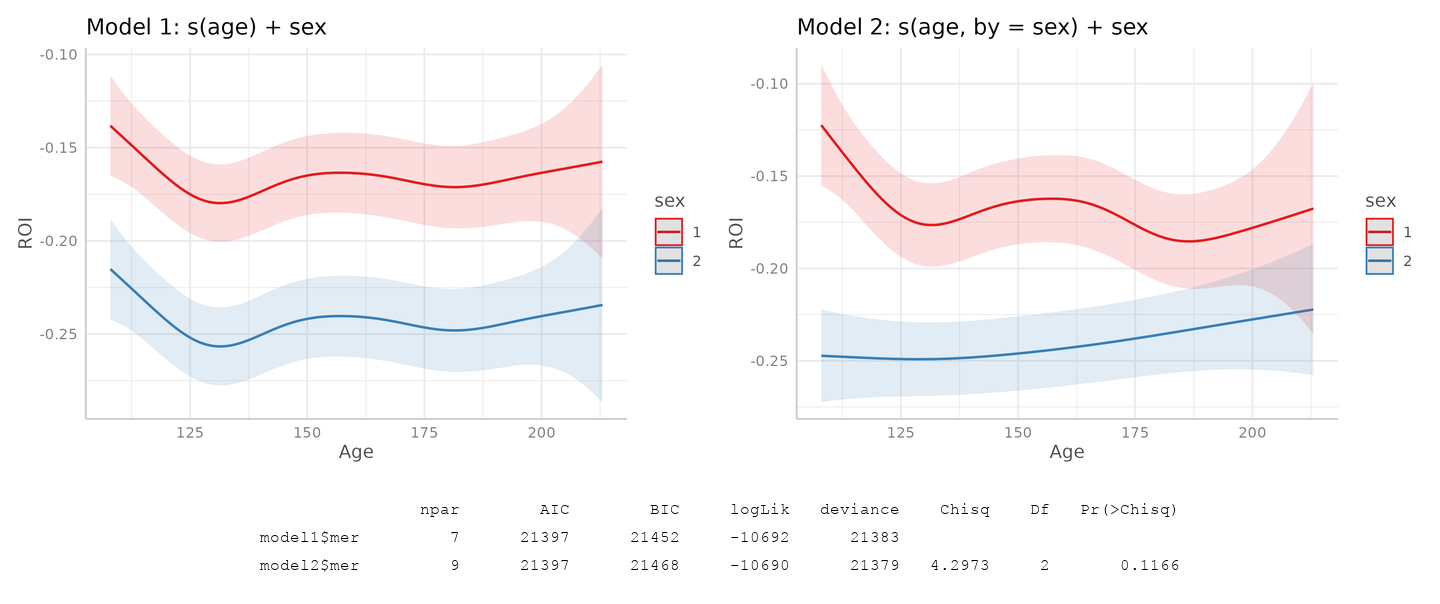 Model 1: s(age) + sex
-0.10
-0.15
-0.20
-0.25
ROI
125 150 175 200
Age
sex
1
2
Model 2: s(age, by = sex) + sex
-0.10
-0.15
-0.20
-0.25
ROI
125 150 175 200
Age
sex
1
2
npar AIC BIC logLik deviance Chisq Df Pr(>Chisq)
model1$mer 7 21397 21452 -10692 21383
model2$mer 9 21397 21468 -10690 21379 4.2973 2 0.1166